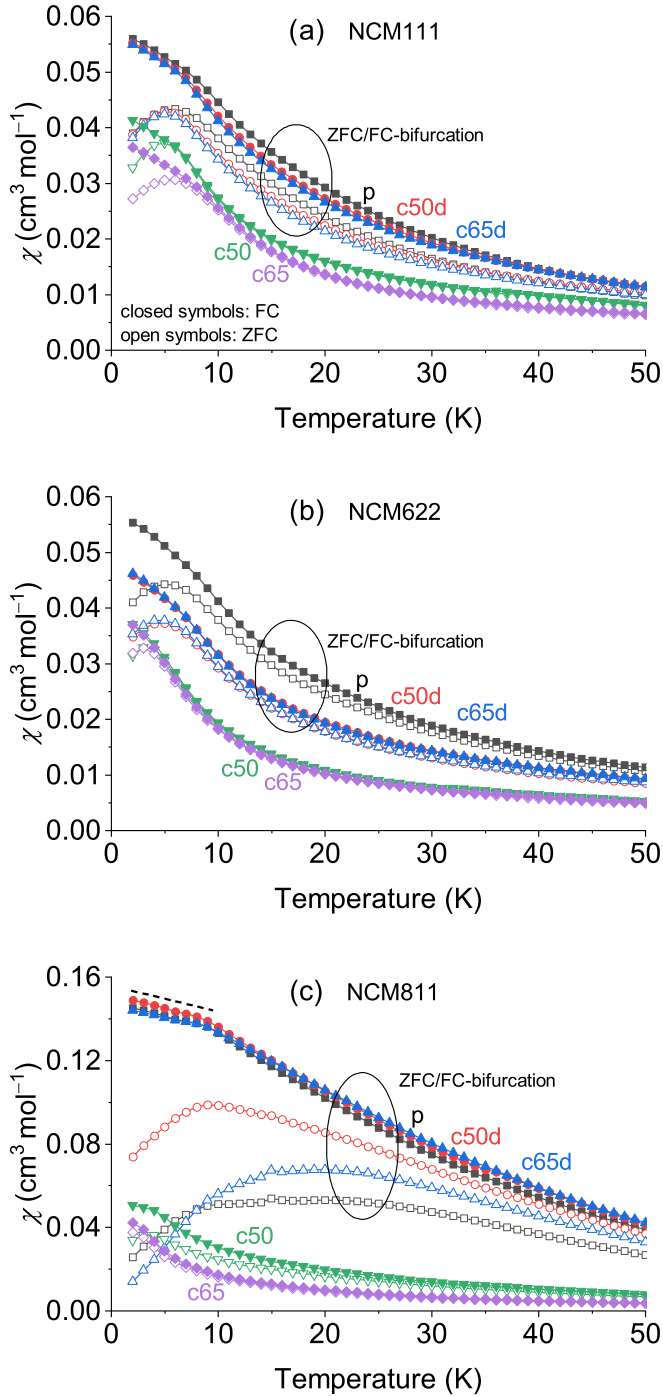 (a) NCM111
0.06
0.05
0.04
0.03
0.02
0.01
0.00
χ (cm³ mol⁻¹)
ZFC/FC-bifurcation
p
c50d
c65d
c50
c65
closed symbols: FC
open symbols: ZFC
0 10 20 30 40 50
Temperature (K)
(b) NCM622
0.06
0.05
0.04
0.03
0.02
0.01
0.00
χ (cm³ mol⁻¹)
ZFC/FC-bifurcation
p
c50d
c65d
c50
c65
0 10 20 30 40 50
Temperature (K)
(c) NCM811
0.16
0.12
0.08
0.04
0.00
χ (cm³ mol⁻¹)
ZFC/FC-bifurcation
p
c50d
c65d
c50
c65
0 10 20 30 40 50
Temperature (K)